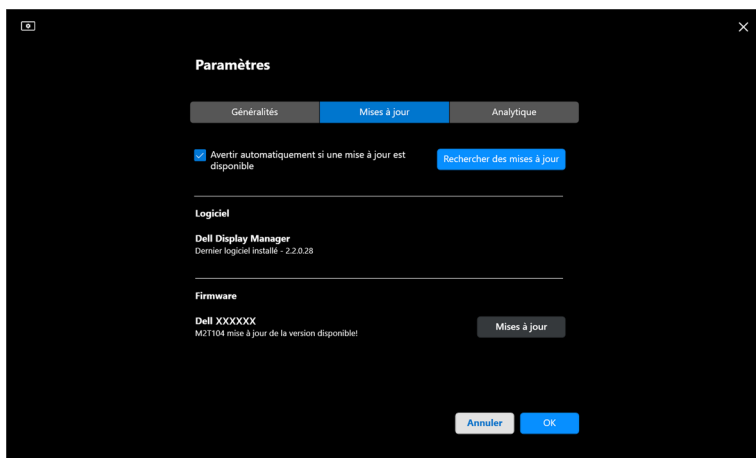 Paramètres
Généralités
Mises à jour
Analytique
Avertir automatiquement si une mise à jour est
disponible
Rechercher des mises à jour
Logiciel
Dell Display Manager
Dernier logiciel installé - 2.2.0.28
Firmware
Dell XXXXXX
M2T104 mise à jour de la version disponible!
Mises à jour
Annuler
OK